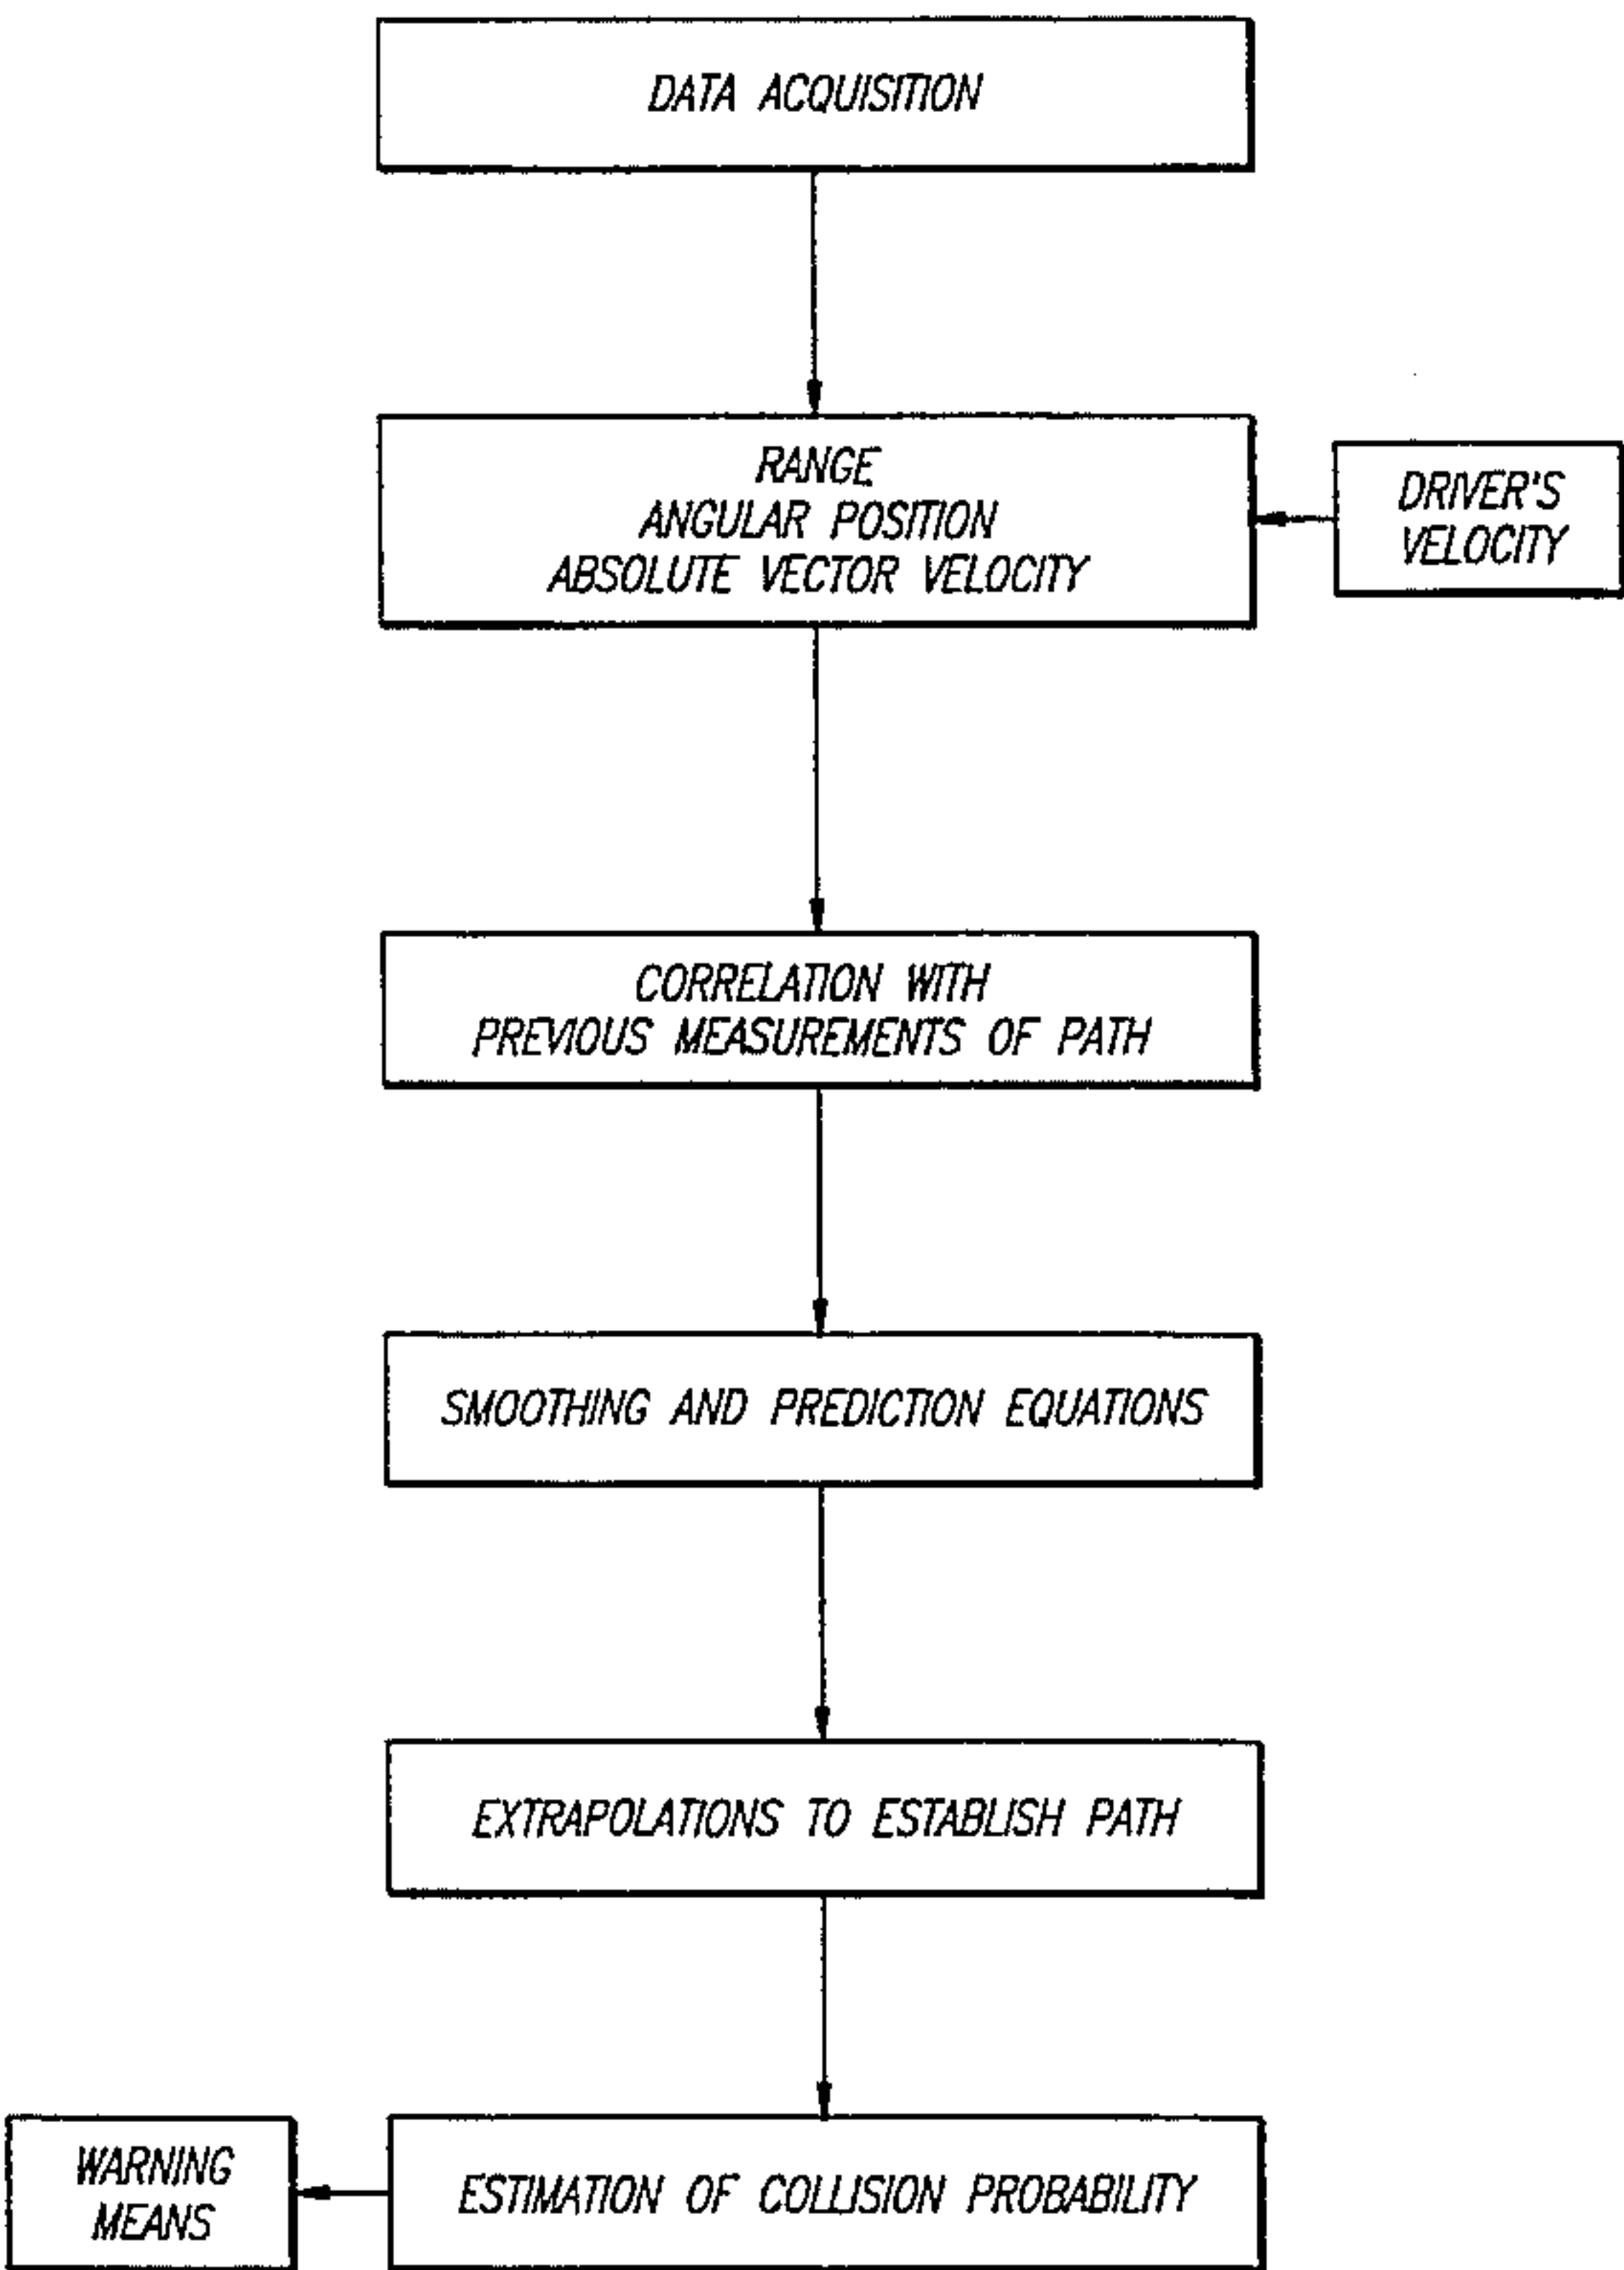 DATA ACQUISITION
RANGE
ANGULAR POSITION
ABSOLUTE VECTOR VELOCITY
DRIVER'S
VELOCITY
CORRELATION WITH
PREVIOUS MEASUREMENTS OF PATH
SMOOTHING AND PREDICTION EQUATIONS
EXTRAPOLATIONS TO ESTABLISH PATH
WARNING
MEANS
ESTIMATION OF COLLISION PROBABILITY